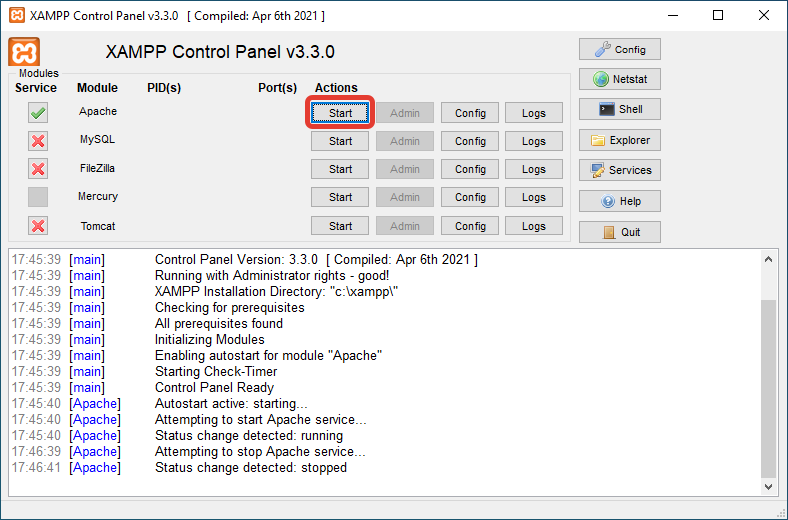 XAMPP Control Panel v3.3.0 [ Compiled: Apr 6th 2021 ]
XAMPP Control Panel v3.3.0
Config
Modules
Service Module PID(s) Port(s) Actions
Netstat
Apache Start Admin Config Logs
Shell
MySQL Start Admin Config Logs
Explorer
FileZilla Start Admin Config Logs
Services
Mercury Start Admin Config Logs
Help
Tomcat Start Admin Config Logs
Quit
17:45:39 [main] Control Panel Version: 3.3.0 [ Compiled: Apr 6th 2021 ]
17:45:39 [main] Running with Administrator rights - good!
17:45:39 [main] XAMPP Installation Directory: "c:\xampp\"
17:45:39 [main] Checking for prerequisites
17:45:39 [main] All prerequisites found
17:45:39 [main] Initializing Modules
17:45:39 [main] Enabling autostart for module "Apache"
17:45:39 [main] Starting Check-Timer
17:45:39 [main] Control Panel Ready
17:45:40 [Apache] Autostart active: starting...
17:45:40 [Apache] Attempting to start Apache service...
17:45:40 [Apache] Status change detected: running
17:46:39 [Apache] Attempting to stop Apache service...
17:46:41 [Apache] Status change detected: stopped